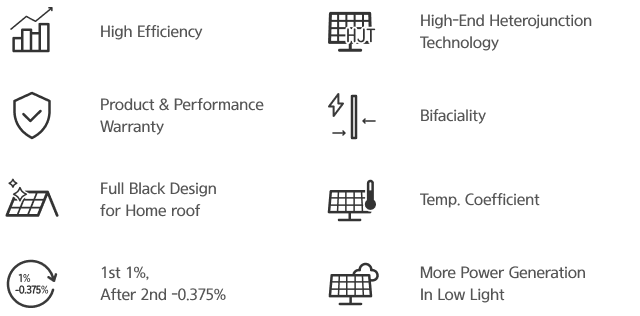 High Efficiency
HJT
High-End Heterojunction
Technology
Product & Performance
Warranty
Bifaciality
Full Black Design
for Home roof
Temp. Coefficient
1%
-0.375%
1st 1%,
After 2nd -0.375%
More Power Generation
In Low Light